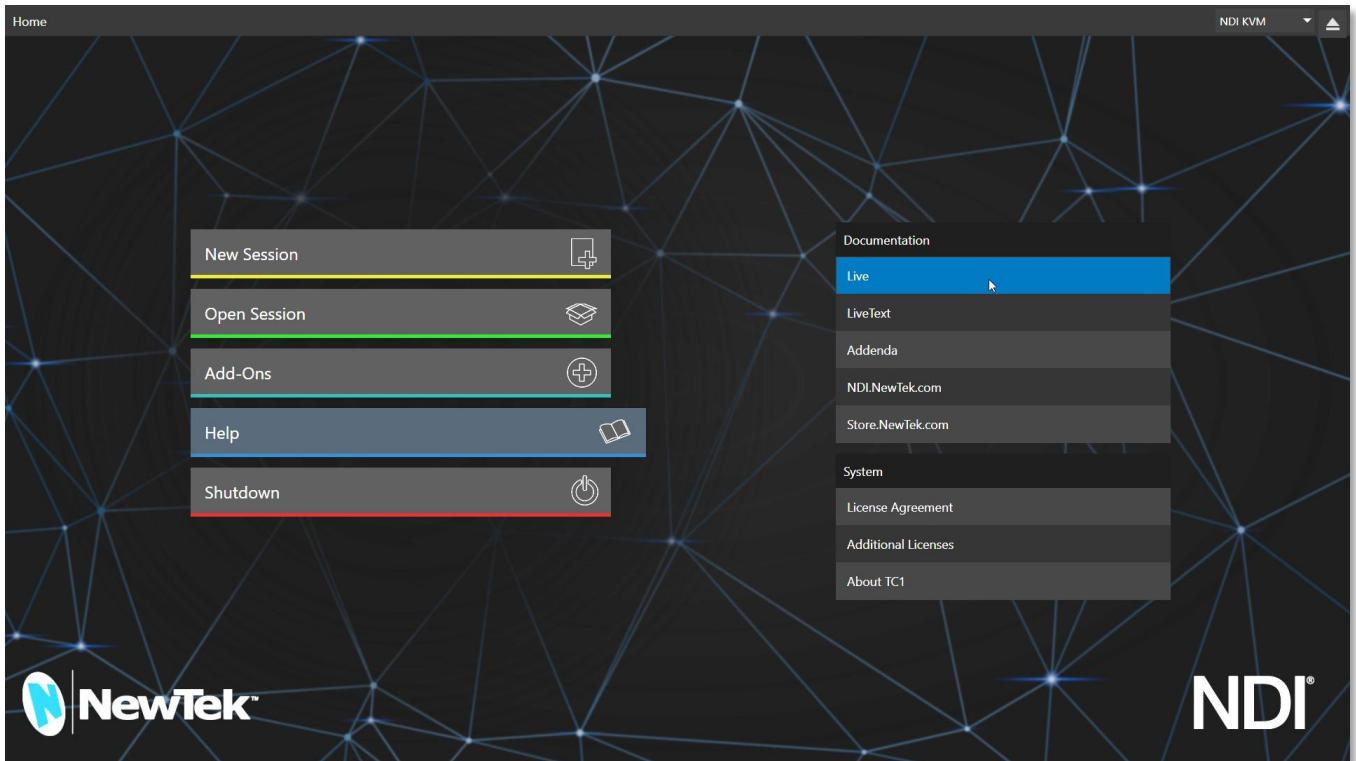 Home
NDI KVM
New Session
Open Session
Add-Ons
Help
Shutdown
Documentation
Live
LiveText
Addenda
NDI.NewTek.com
Store.NewTek.com
System
License Agreement
Additional Licenses
About TC1
N NewTek™
NDI®